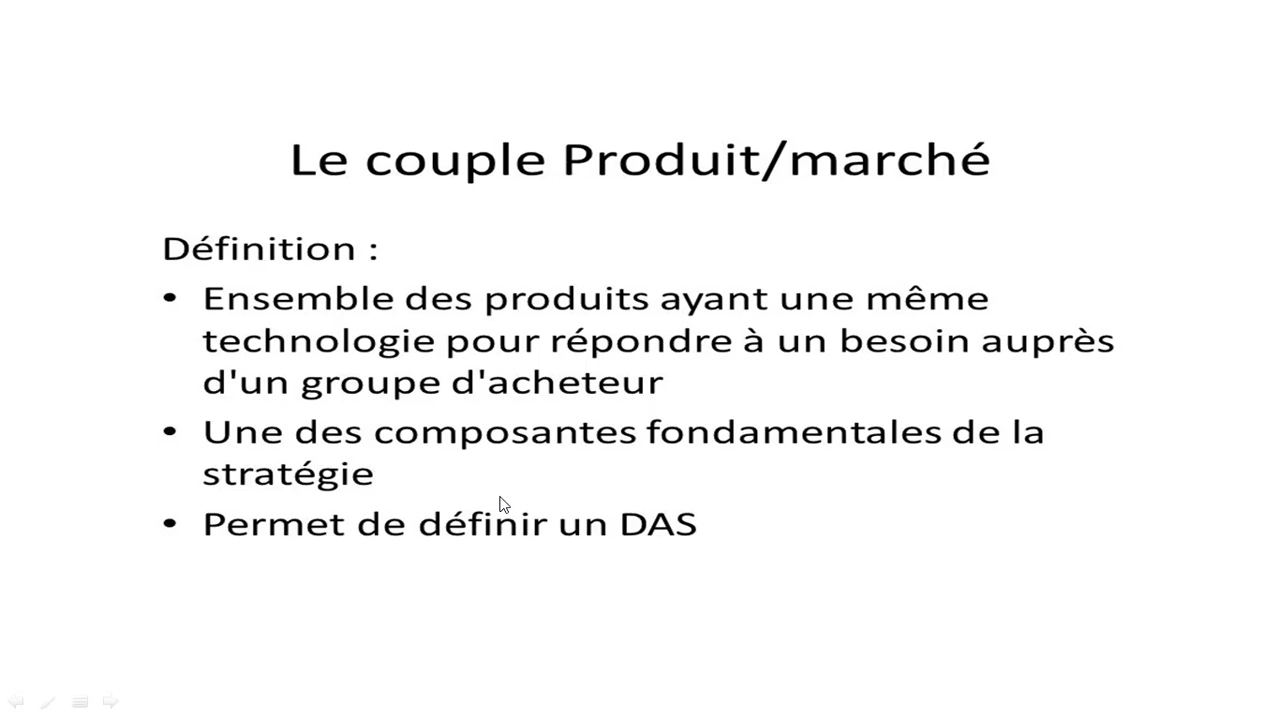 Le couple Produit/marché
Définition :
• Ensemble des produits ayant une même
technologie pour répondre à un besoin auprès
d'un groupe d'acheteur
• Une des composantes fondamentales de la
stratégie
• Permet de définir un DAS